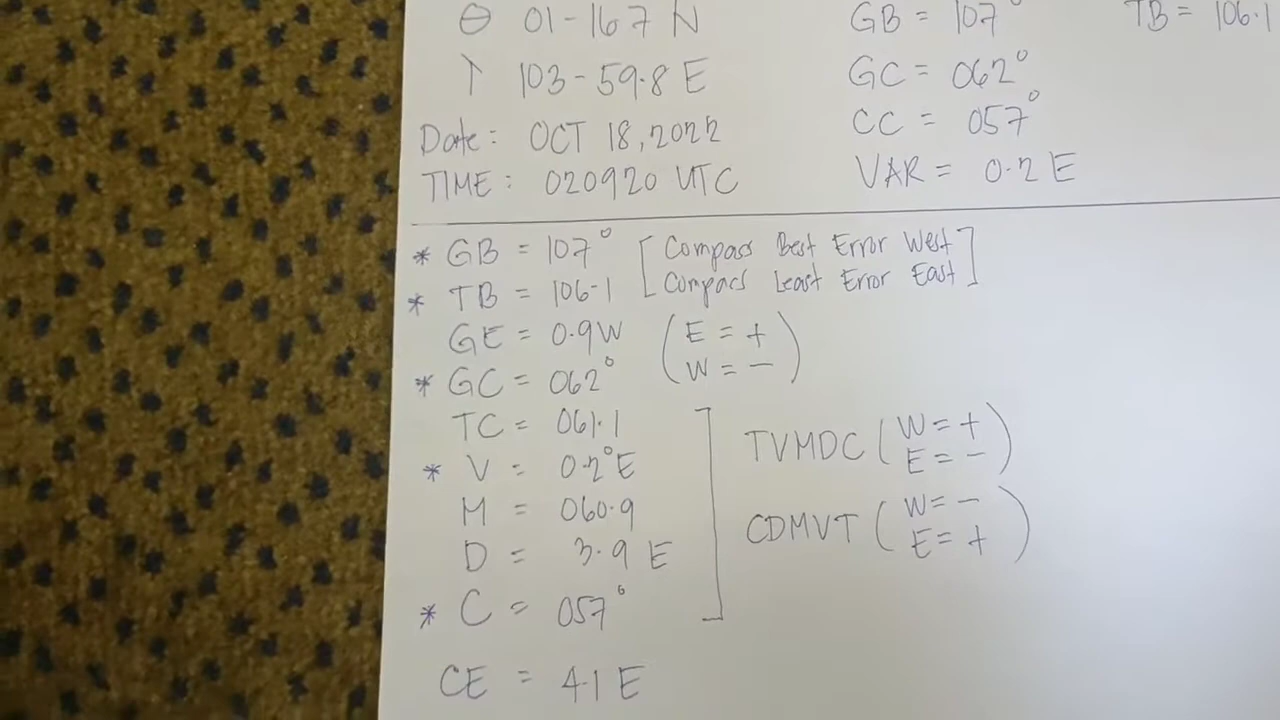 Θ 01-16.7 N GB = 107° TB = 106.1
λ 103-59.8 E GC = 062°
Date: OCT 18, 2022 CC = 057°
TIME: 020920 UTC VAR = 0.2 E
* GB = 107° [Compass Best Error West]
* TB = 106.1 [Compass Least Error East]
GE = 0.9W (E = +
W = -)
* GC = 062°
TC = 061.1
TVMDC (W = +
E = -)
* V = 0.2°E
M = 060.9
CDMVT (W = -
E = +)
D = 3.9 E
* C = 057°
CE = 4.1 E